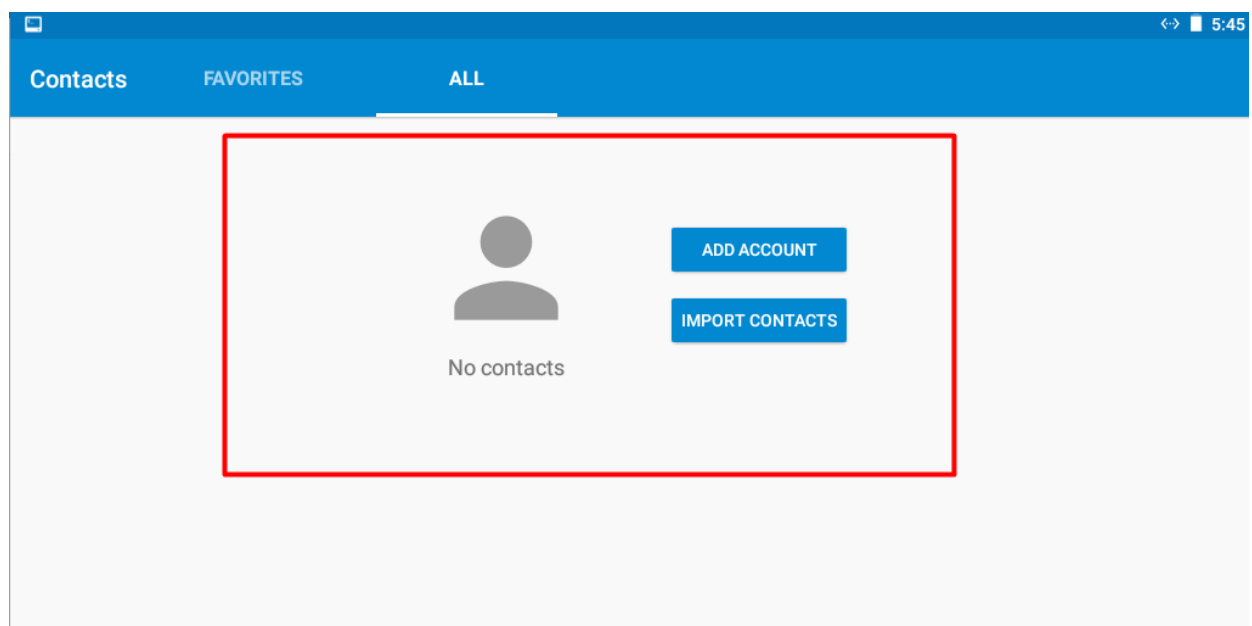 5:45
Contacts FAVORITES ALL
ADD ACCOUNT
IMPORT CONTACTS
No contacts